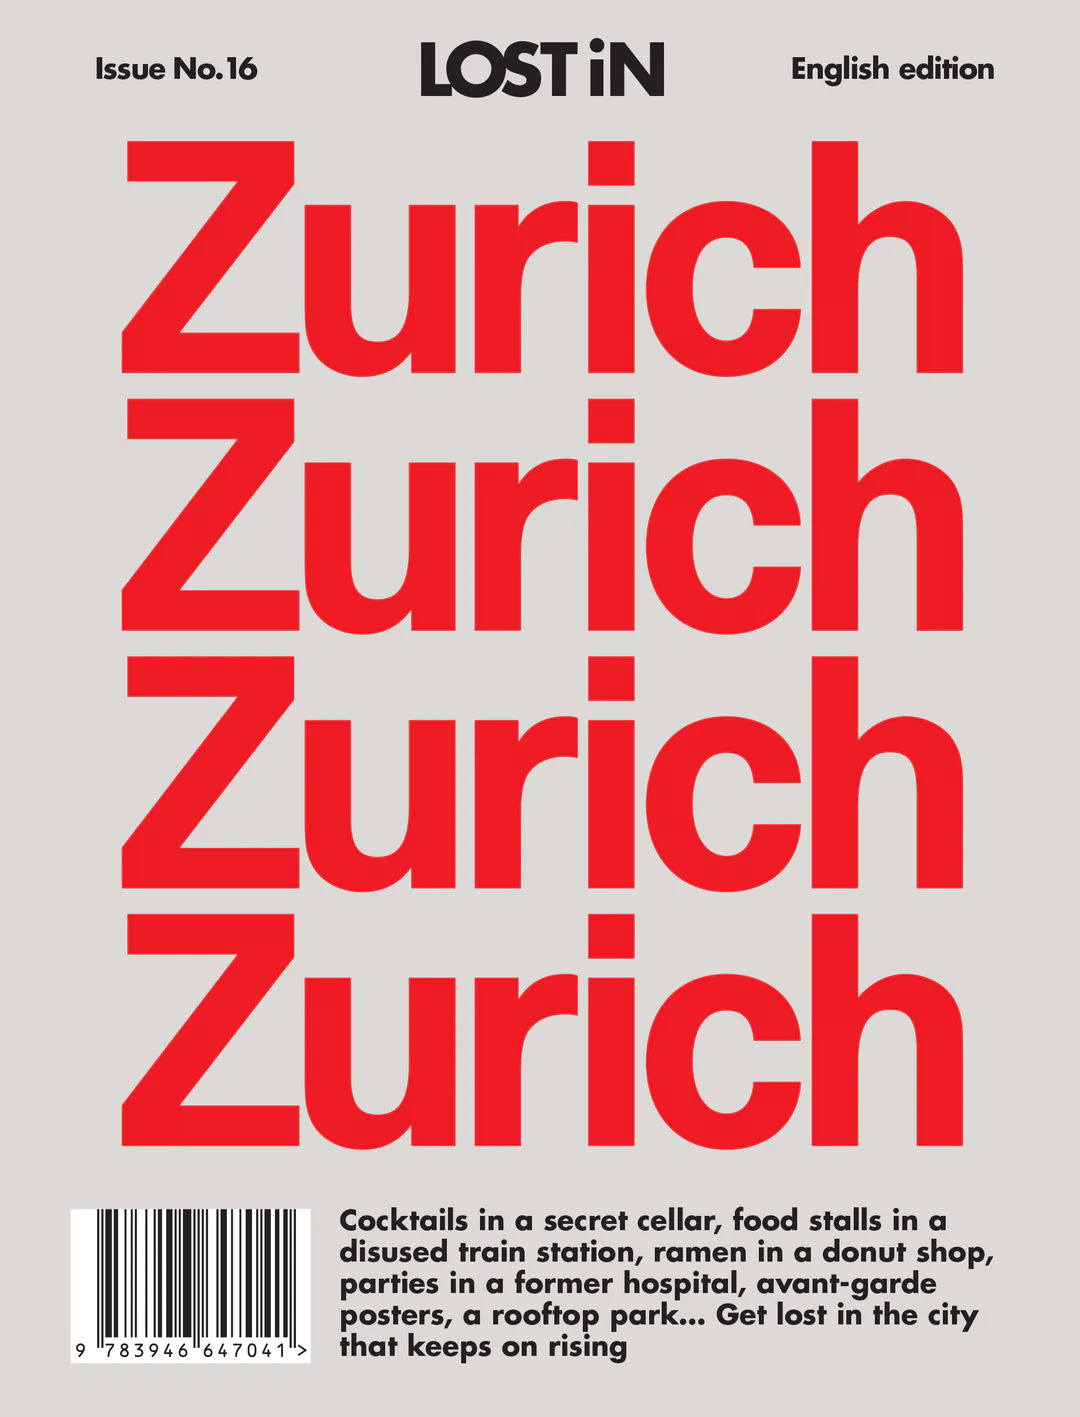 Issue No.16
LOST iN
English edition
Zurich
Zurich
Zurich
Zurich
Cocktails in a secret cellar, food stalls in a
disused train station, ramen in a donut shop,
parties in a former hospital, avant-garde
posters, a rooftop park... Get lost in the city
that keeps on rising
9 783946 647041 >